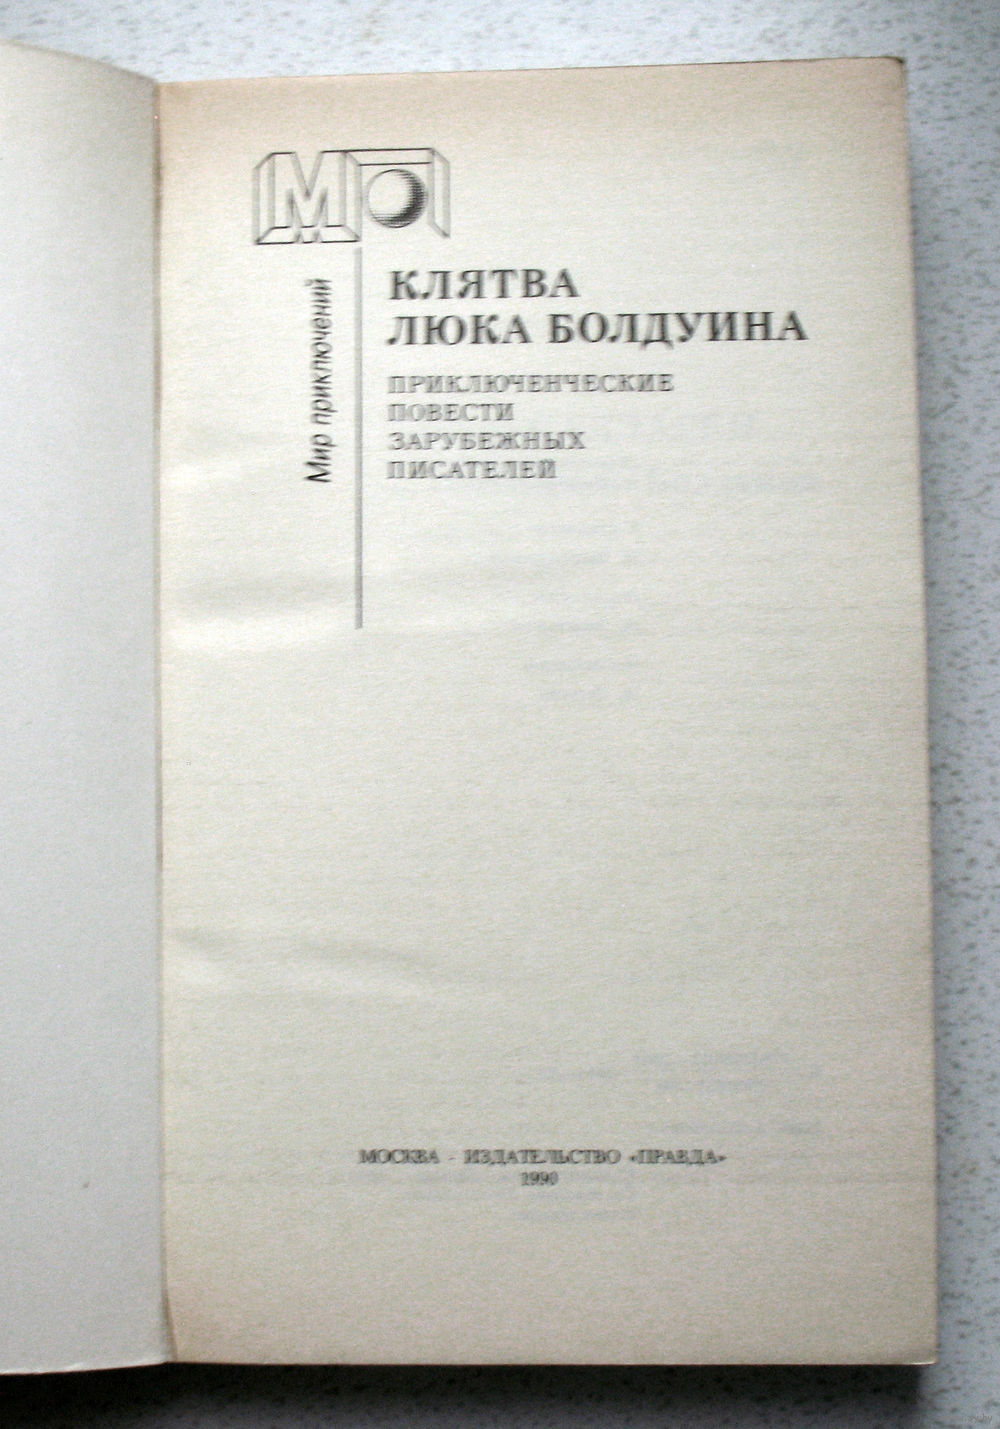 МП
Мир приключений
КЛЯТВА
ЛЮКА БОЛДУИНА
ПРИКЛЮЧЕНЧЕСКИЕ
ПОВЕСТИ
ЗАРУБЕЖНЫХ
ПИСАТЕЛЕЙ
МОСКВА - ИЗДАТЕЛЬСТВО «ПРАВДА»
1990